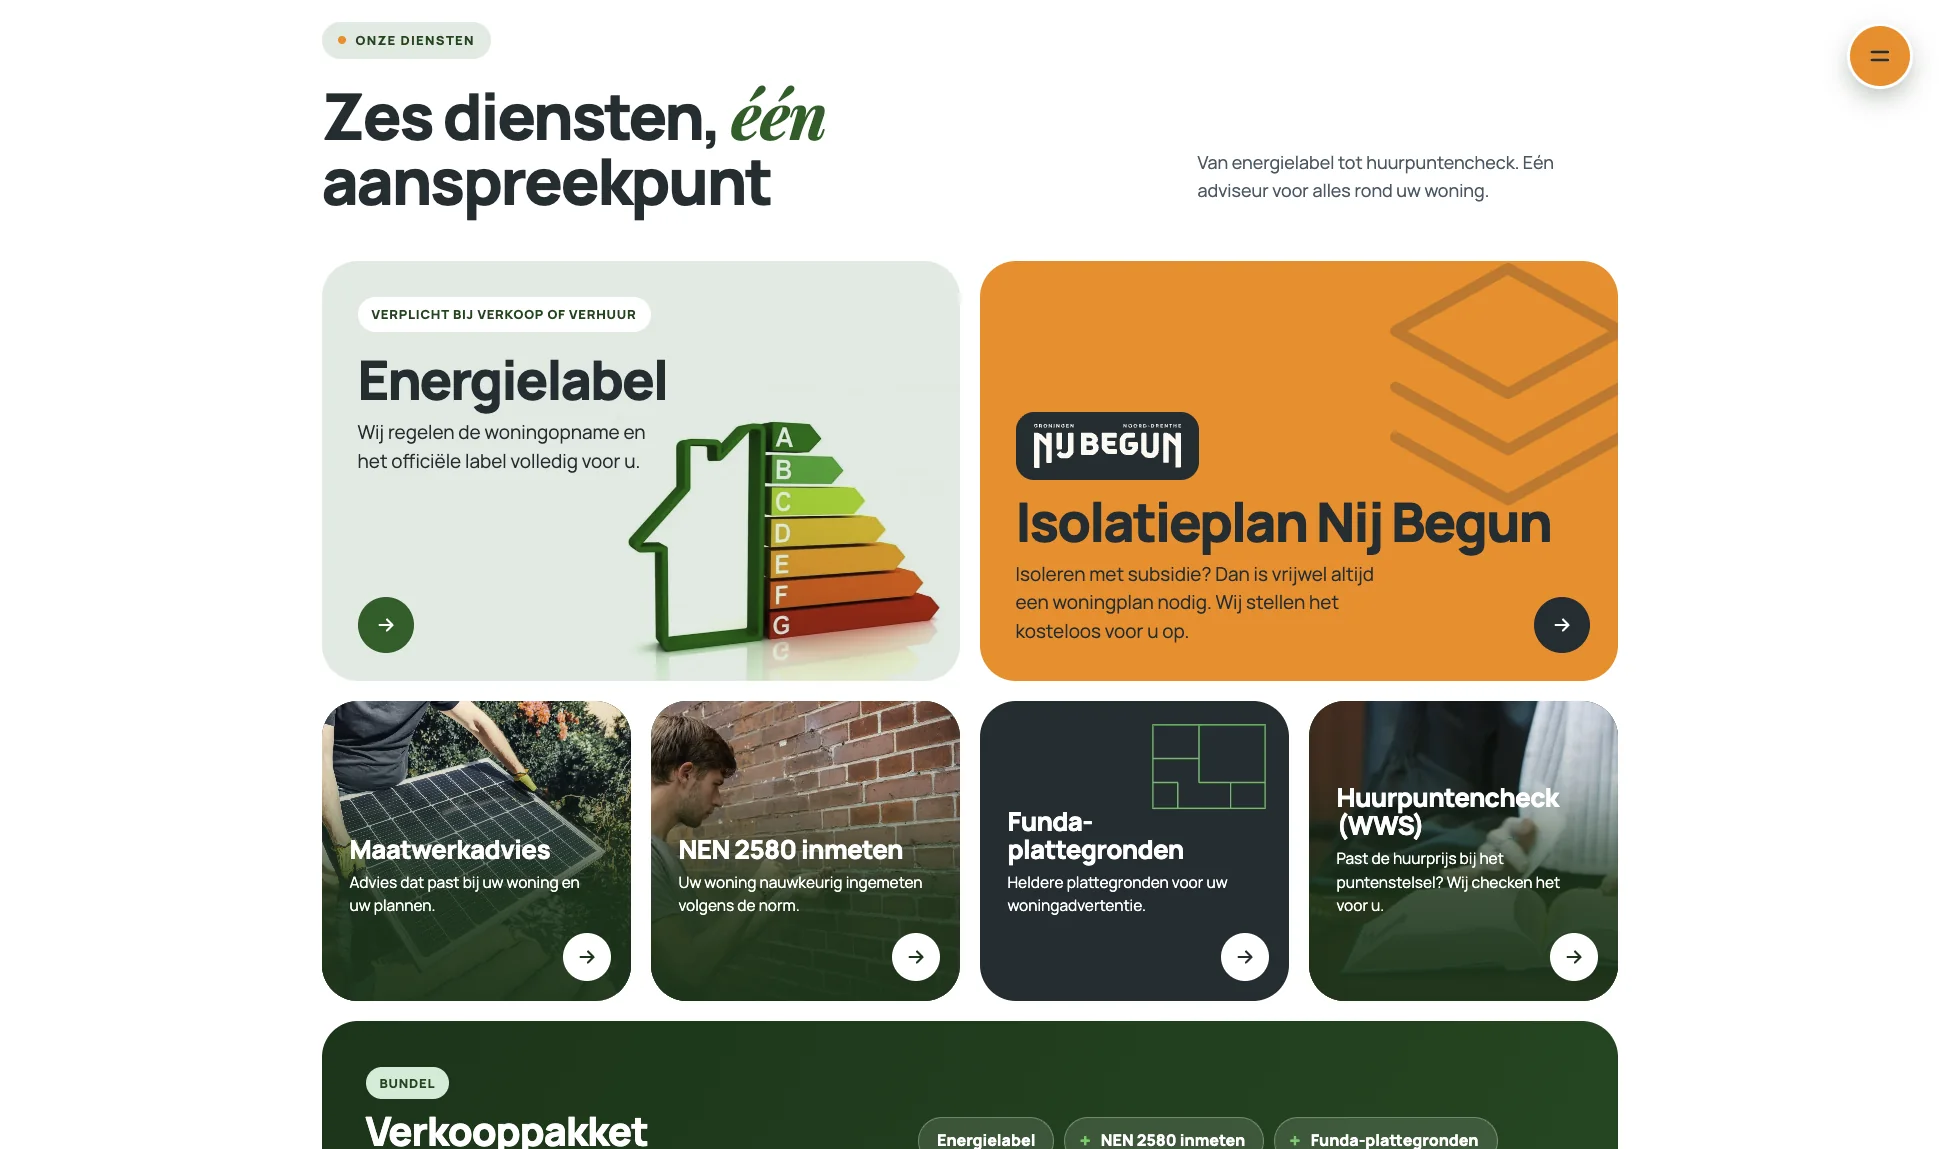 ONZE DIENSTEN
Zes diensten, één
aanspreekpunt
Van energielabel tot huurpuntencheck. Eén
adviseur voor alles rond uw woning.
VERPLICHT BIJ VERKOOP OF VERHUUR
Energielabel
Wij regelen de woningopname en
het officiële label volledig voor u.
A
B
C
D
E
F
G
GRONINGEN NOORD-DRENTHE
NIJ BEGUN
Isolatieplan Nij Begun
Isoleren met subsidie? Dan is vrijwel altijd
een woningplan nodig. Wij stellen het
kosteloos voor u op.
Maatwerkadvies
Advies dat past bij uw woning en
uw plannen.
NEN 2580 inmeten
Uw woning nauwkeurig ingemeten
volgens de norm.
Funda-
plattegronden
Heldere plattegronden voor uw
woningadvertentie.
Huurpuntencheck
(WWS)
Past de huurprijs bij het
puntenstelsel? Wij checken het
voor u.
BUNDEL
Verkooppakket
Energielabel + NEN 2580 inmeten + Funda-plattegronden